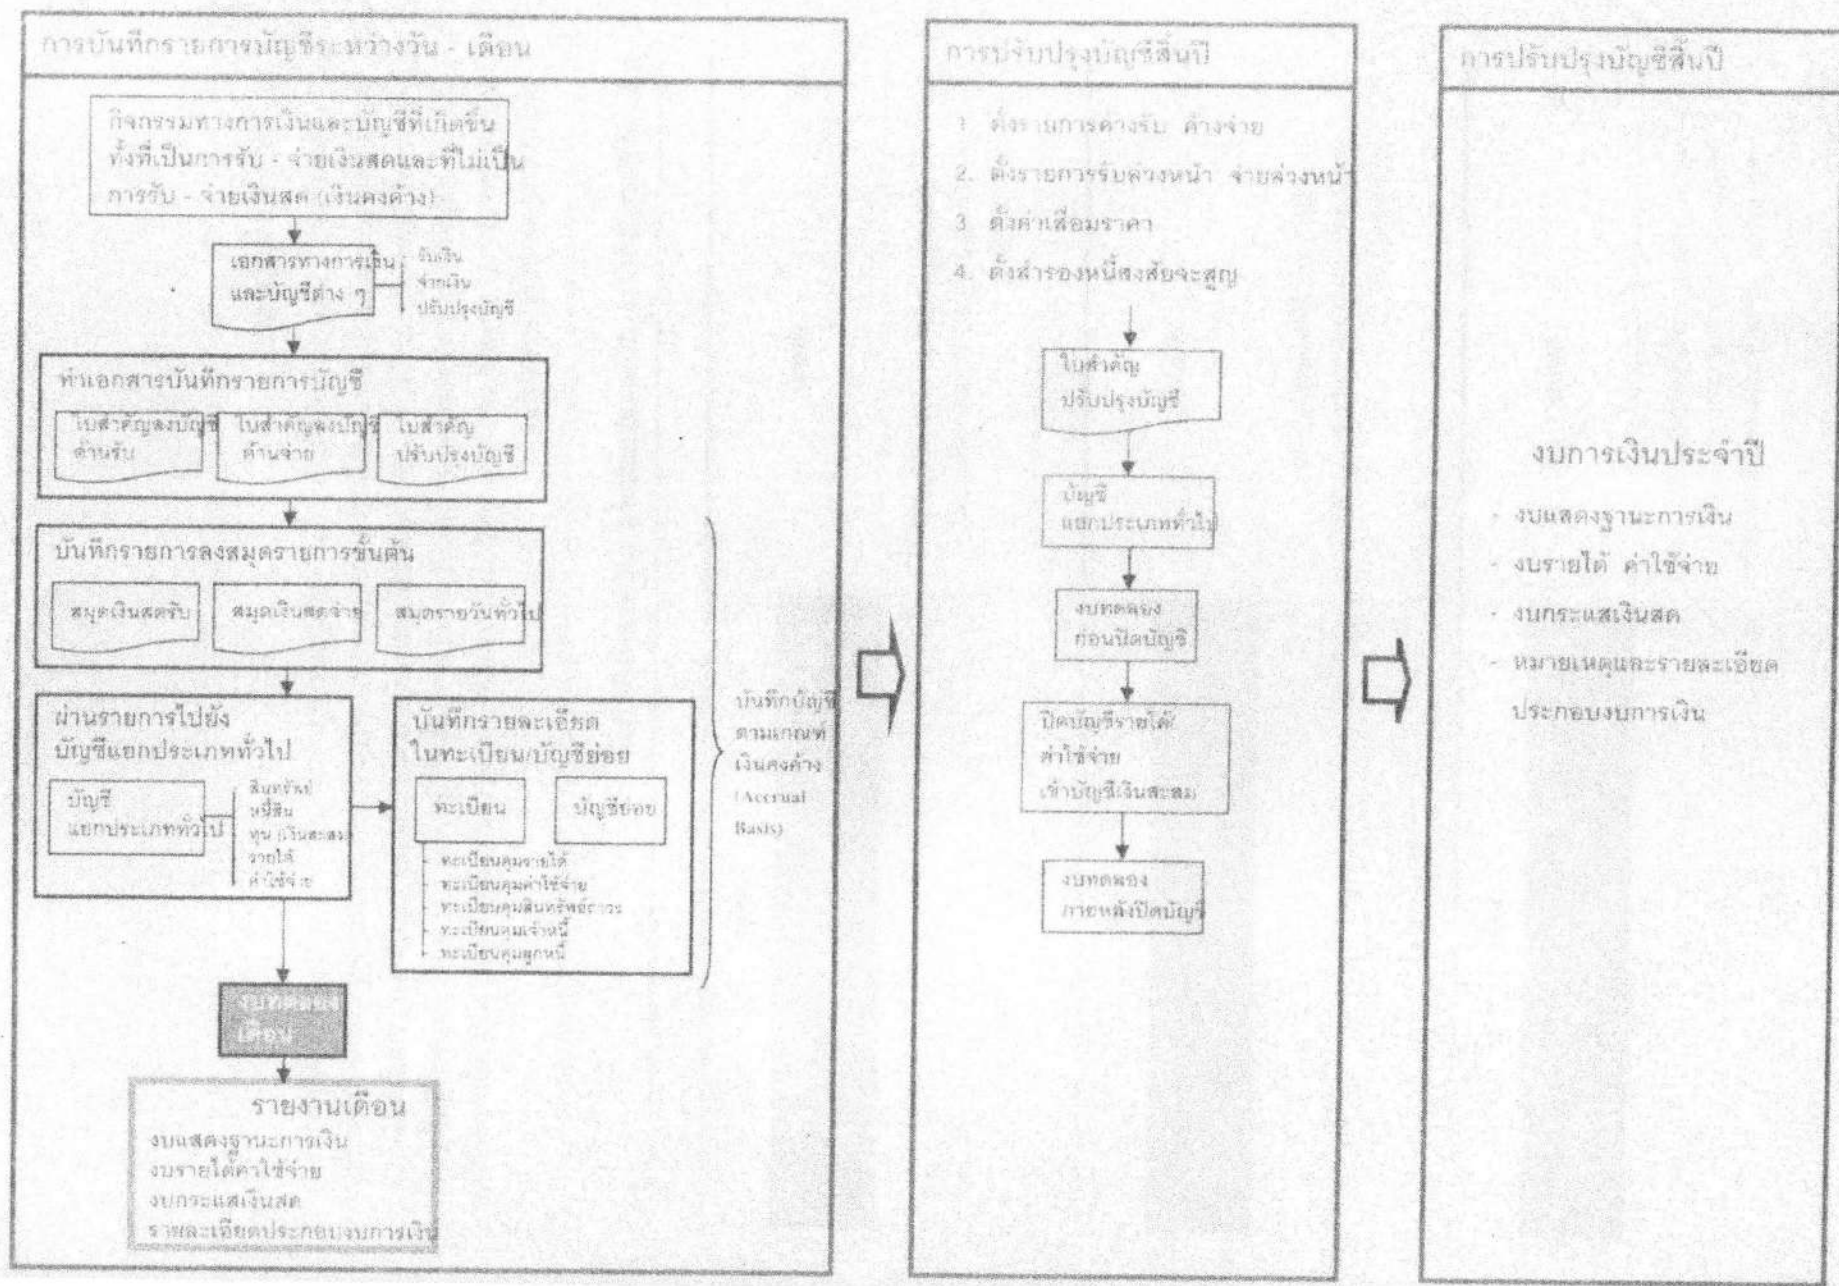 การบันทึกรายการบัญชีระหว่างวัน - เดือน
กิจกรรมทางการเงินและบัญชีที่เกิดขึ้น
ทั้งที่เป็นการรับ - จ่ายเงินสดและที่ไม่เป็น
การรับ - จ่ายเงินสด (เงินคงค้าง)
เอกสารทางการเงิน
และบัญชีต่าง ๆ
รับเงิน
จ่ายเงิน
ปรับปรุงบัญชี
ทำเอกสารบันทึกรายการบัญชี
ใบสำคัญลงบัญชี
ด้านรับ
ใบสำคัญลงบัญชี
ด้านจ่าย
ใบสำคัญ
ปรับปรุงบัญชี
บันทึกรายการลงสมุดรายการขั้นต้น
สมุดเงินสดรับ
สมุดเงินสดจ่าย
สมุดรายวันทั่วไป
ผ่านรายการไปยัง
บัญชีแยกประเภททั่วไป
บัญชี
แยกประเภททั่วไป
สินทรัพย์
หนี้สิน
ทุน (เงินสะสม)
รายได้
ค่าใช้จ่าย
บันทึกรายละเอียด
ในทะเบียน/บัญชีย่อย
ทะเบียน
บัญชีย่อย
- ทะเบียนคุมรายได้
- ทะเบียนคุมค่าใช้จ่าย
- ทะเบียนคุมสินทรัพย์ถาวร
- ทะเบียนคุมเจ้าหนี้
- ทะเบียนคุมลูกหนี้
บันทึกบัญชี
ตามเกณฑ์
เงินคงค้าง
(Accrual
Basis)
งบทดลอง
เดือน
รายงานเดือน
งบแสดงฐานะการเงิน
งบรายได้ค่าใช้จ่าย
งบกระแสเงินสด
รายละเอียดประกอบงบการเงิน
การปรับปรุงบัญชีสิ้นปี
1. ตั้งรายการค้างรับ ค้างจ่าย
2. ตั้งรายการรับล่วงหน้า จ่ายล่วงหน้า
3. ตั้งค่าเสื่อมราคา
4. ตั้งสำรองหนี้สงสัยจะสูญ
ใบสำคัญ
ปรับปรุงบัญชี
บัญชี
แยกประเภททั่วไป
งบทดลอง
ก่อนปิดบัญชี
ปิดบัญชีรายได้/
ค่าใช้จ่าย
เข้าบัญชีเงินสะสม
งบทดลอง
ภายหลังปิดบัญชี
การปรับปรุงบัญชีสิ้นปี
งบการเงินประจำปี
- งบแสดงฐานะการเงิน
- งบรายได้ ค่าใช้จ่าย
- งบกระแสเงินสด
- หมายเหตุและรายละเอียด
ประกอบงบการเงิน